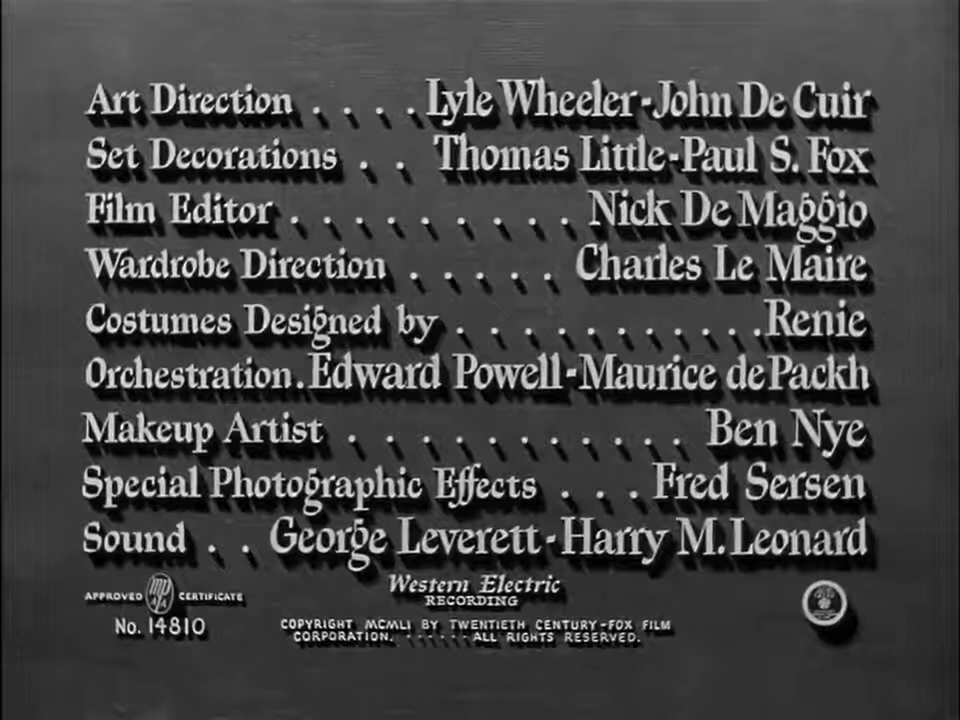 Art Direction . . . . Lyle Wheeler-John De Cuir
Set Decorations . . Thomas Little-Paul S. Fox
Film Editor . . . . . . . . . Nick De Maggio
Wardrobe Direction . . . . . Charles Le Maire
Costumes Designed by . . . . . . . . . . . Renie
Orchestration . Edward Powell-Maurice de Packh
Makeup Artist . . . . . . . . . . . Ben Nye
Special Photographic Effects . . . Fred Sersen
Sound . . George Leverett-Harry M. Leonard
Western Electric
RECORDING
APPROVED CERTIFICATE
No. 14810
COPYRIGHT MCMLI BY TWENTIETH CENTURY-FOX FILM
CORPORATION. . . . . . . ALL RIGHTS RESERVED.